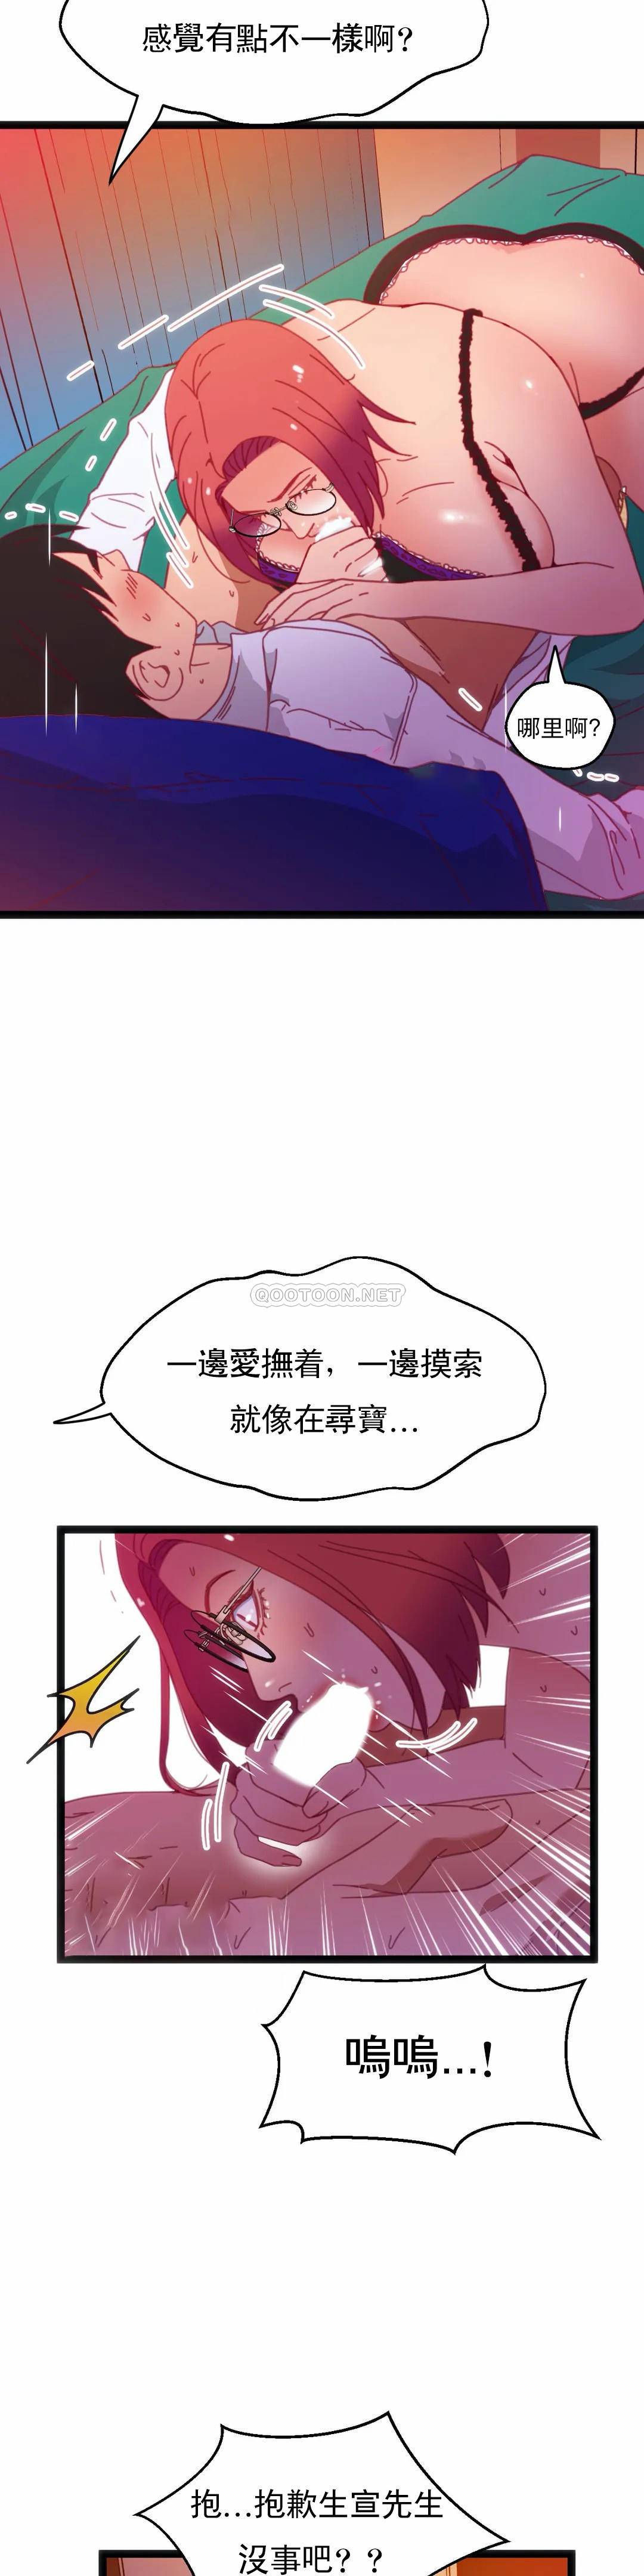 感覺有點不一樣啊?
哪里啊?
QOOTOON.NET
一邊愛撫着，一邊摸索
就像在尋寶...
嗚嗚...!
抱...抱歉生宣先生
沒事吧？？